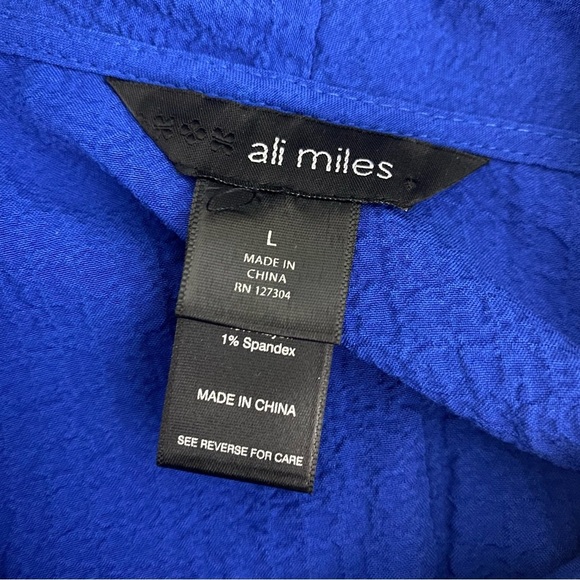 ali miles
L
MADE IN
CHINA
RN 127304
1% Spandex
MADE IN CHINA
SEE REVERSE FOR CARE